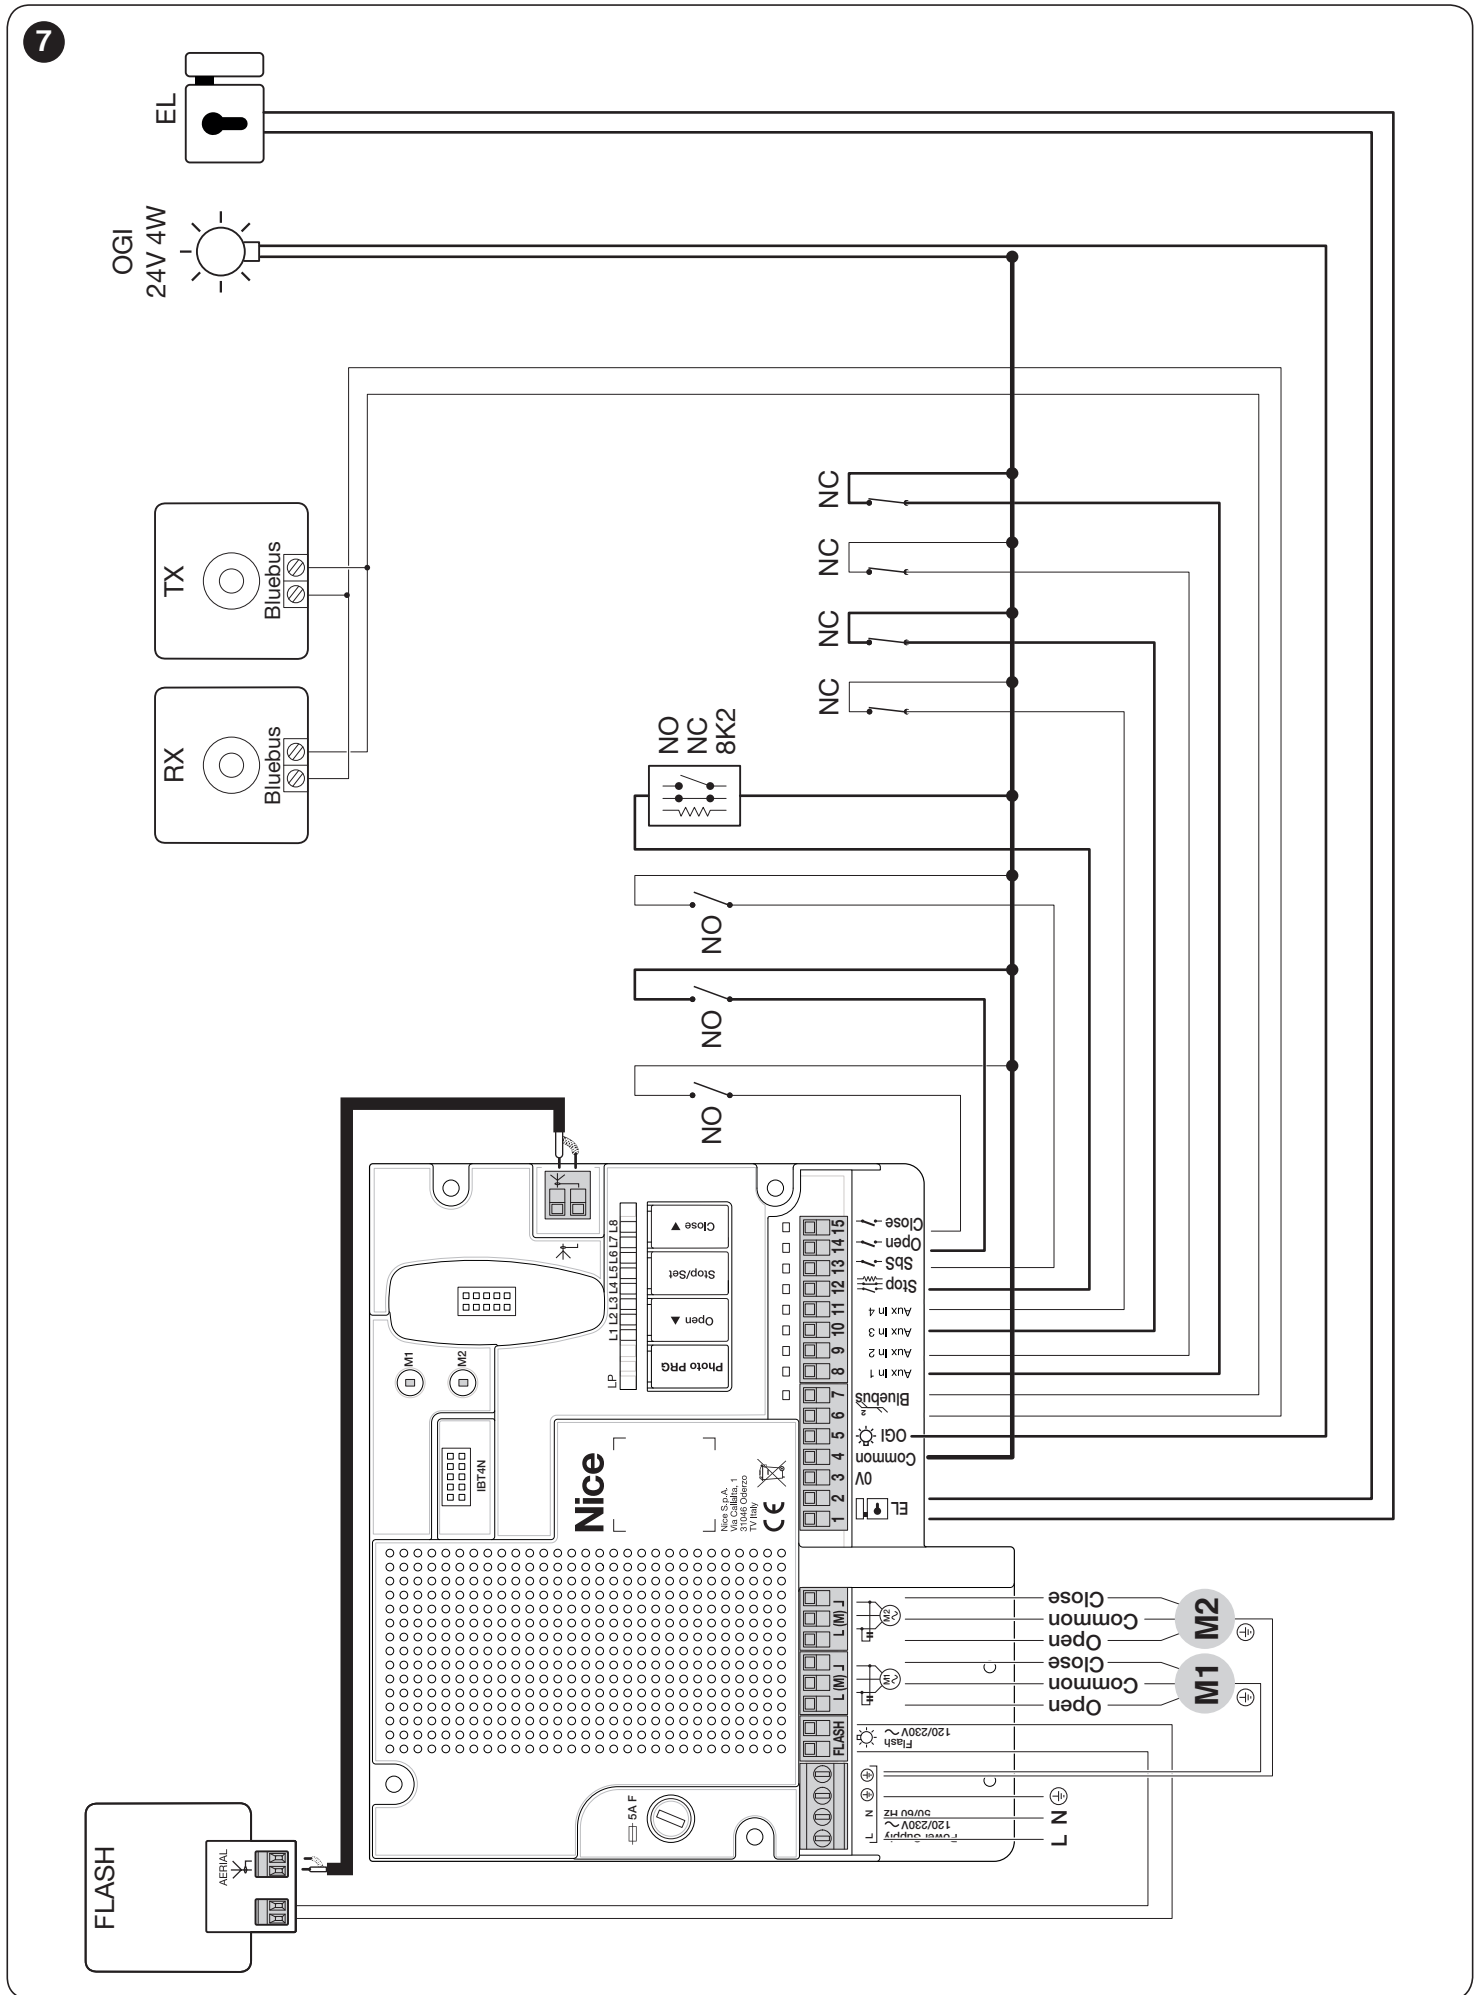 7
EL
OGI
24V 4W
TX
Bluebus
RX
Bluebus
NC
NC
NC
NC
NO
NC
8K2
NO
NO
NO
L1 L2 L3 L4 L5 L6 L7 L8
LP
Close ▼
Stop/Set
Open ▲
Photo PRG
M1
M2
IBT4N
Nice
Nice S.p.A.
Via Callalta, 1
31046 Oderzo
TV Italy
CE
15 Close
14 Open
13 SbS
12 Stop
11 Aux In 4
10 Aux In 3
9 Aux In 2
8 Aux In 1
7
Bluebus
6
5 OGI
4 Common
3 0V
2
1
EL
L (M)
M2
Close
Common
Open
M2
L (M)
M1
Close
Common
Open
M1
FLASH
Flash
120/230V
L N
Power Supply
120/230V
50/60 Hz
L N
5A F
FLASH
AERIAL